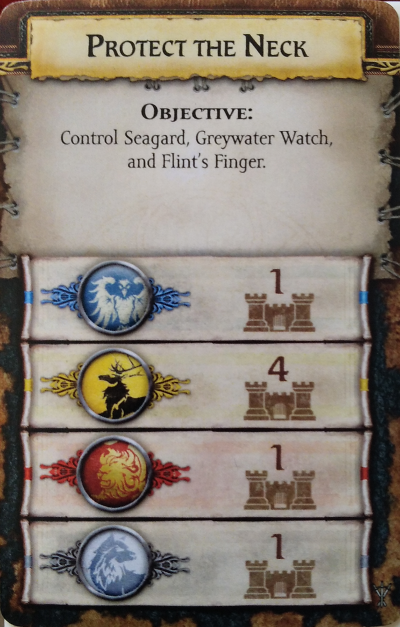 PROTECT THE NECK
OBJECTIVE:
Control Seagard, Greywater Watch,
and Flint's Finger.
1
4
1
1